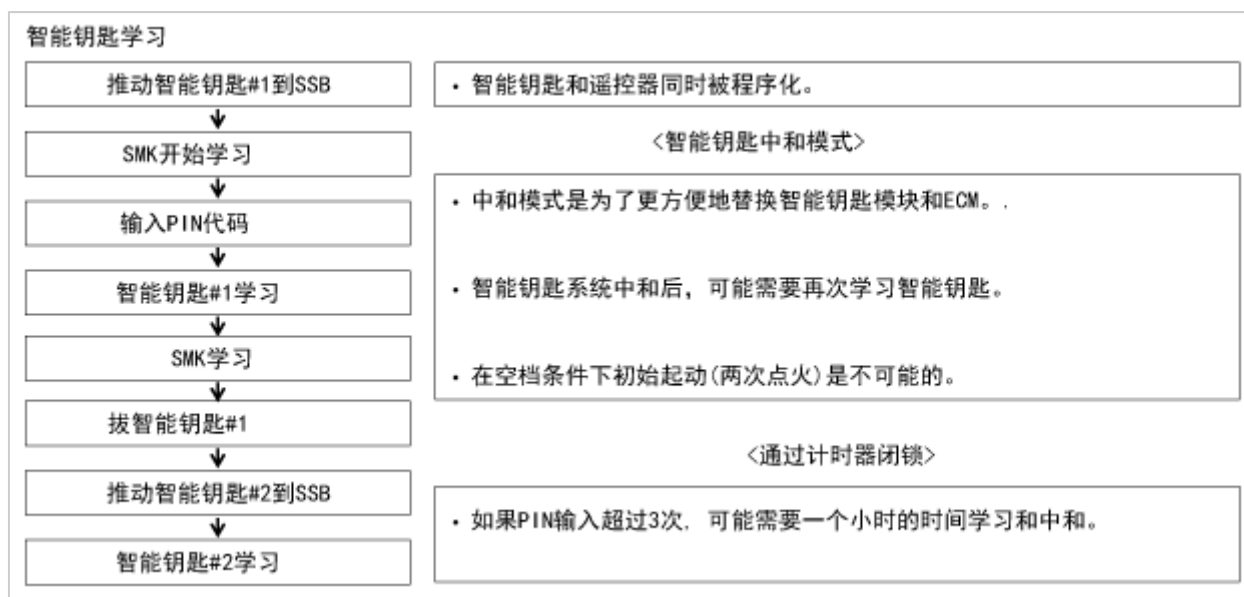 智能钥匙学习
推动智能钥匙#1到SSB
SMK开始学习
输入PIN代码
智能钥匙#1学习
SMK学习
拔智能钥匙#1
推动智能钥匙#2到SSB
智能钥匙#2学习
• 智能钥匙和遥控器同时被程序化。
<智能钥匙中和模式>
• 中和模式是为了更方便地替换智能钥匙模块和ECM。.
• 智能钥匙系统中和后，可能需要再次学习智能钥匙。
• 在空档条件下初始起动(两次点火)是不可能的。
<通过计时器闭锁>
• 如果PIN输入超过3次, 可能需要一个小时的时间学习和中和。